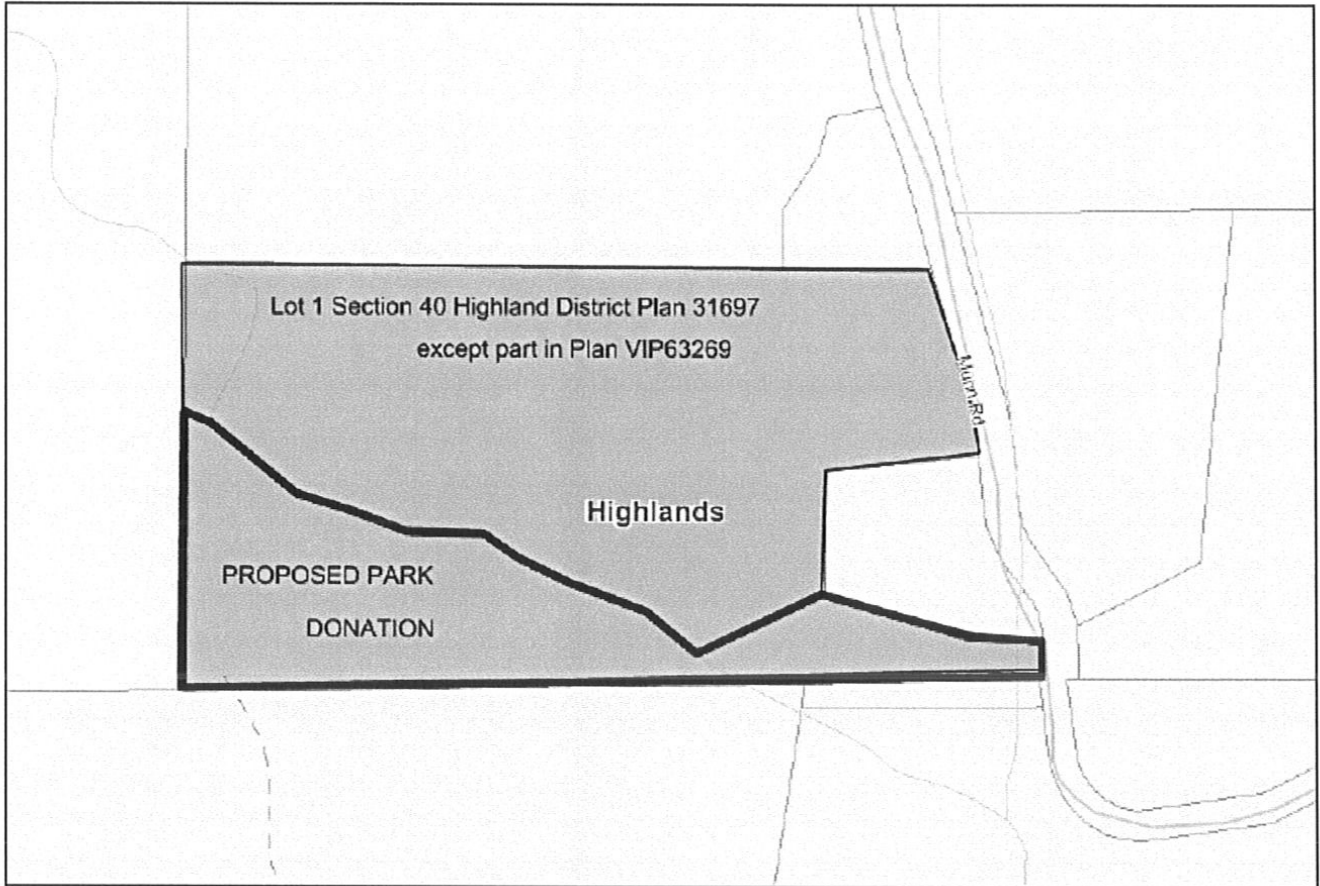 Lot 1 Section 40 Highland District Plan 31697
except part in Plan VIP63269
Munn Rd
Highlands
PROPOSED PARK
DONATION